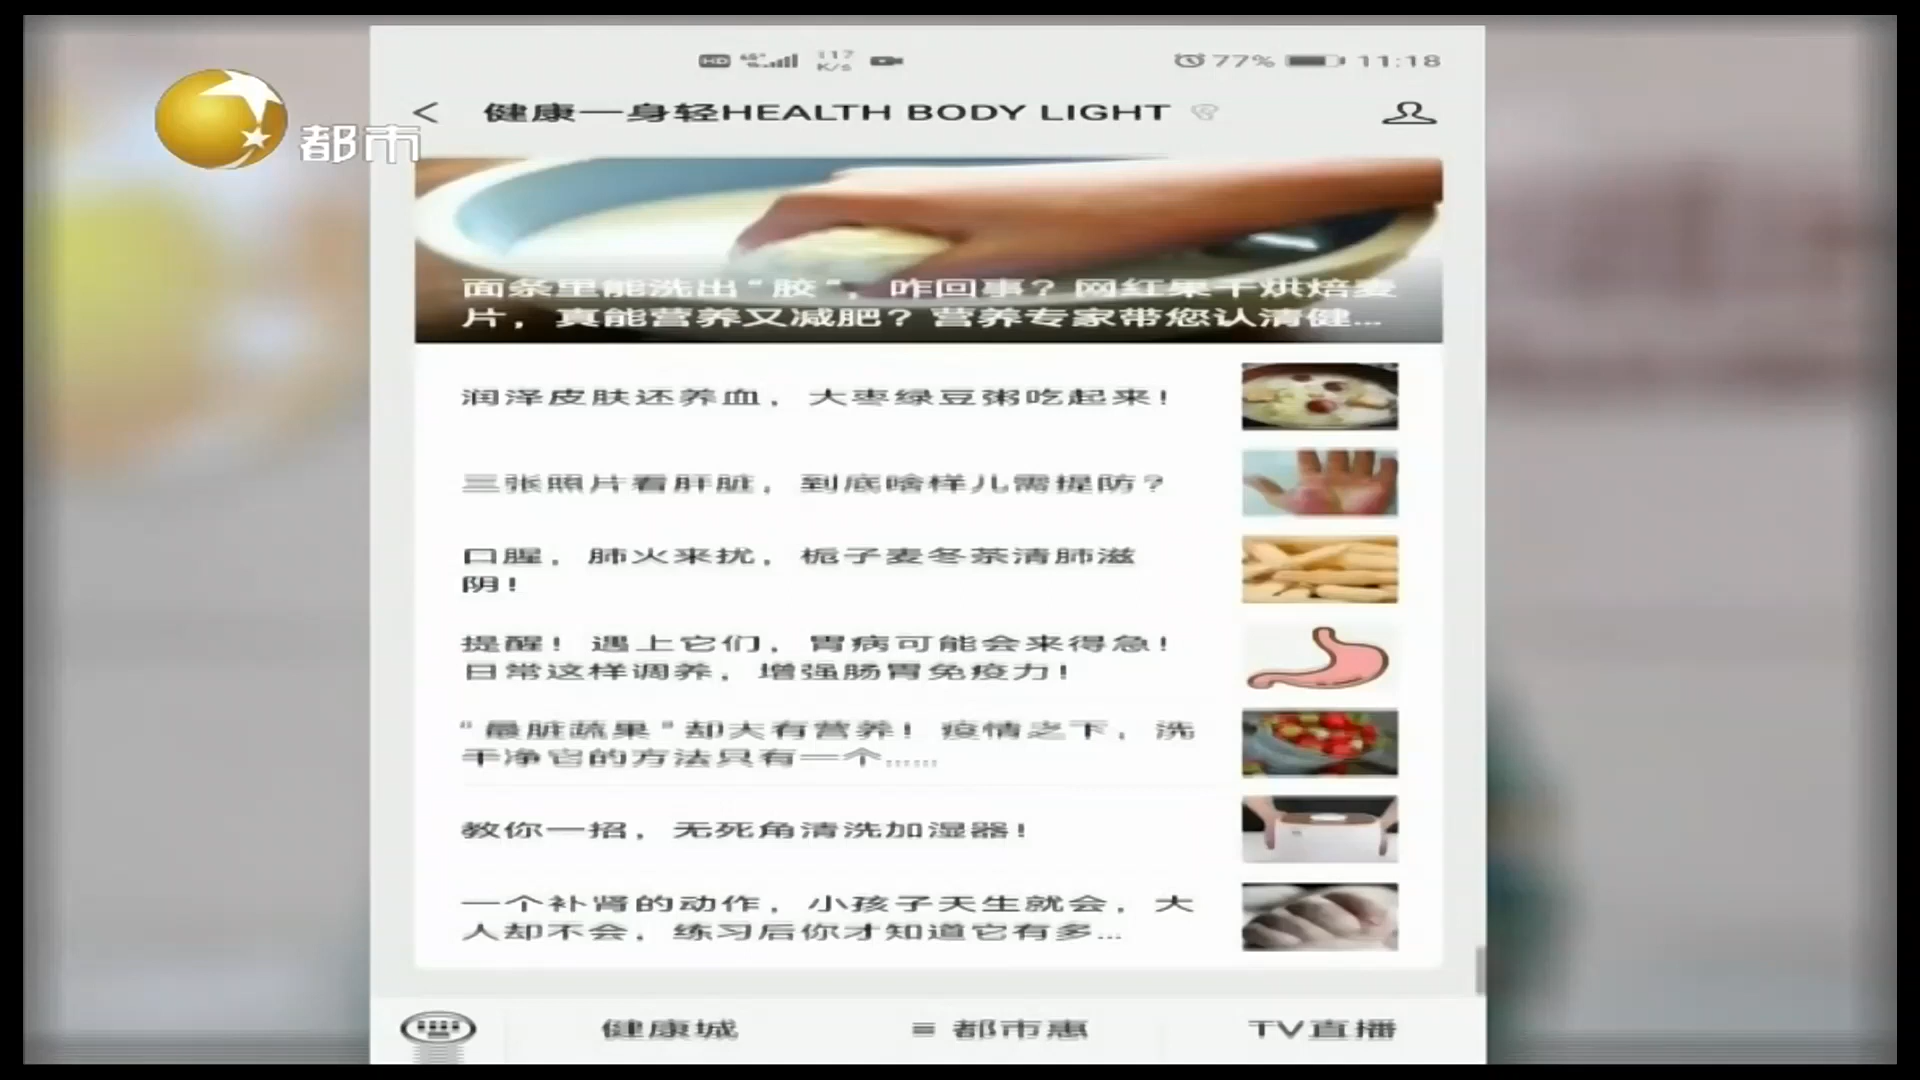 HD 117 K/s 77% 11:18
都市
健康一身轻HEALTH BODY LIGHT
面条里能洗出“胶”，咋回事？网红果干烘焙麦
片，真能营养又减肥？营养专家带您认清健...
润泽皮肤还养血，大枣绿豆粥吃起来！
三张照片看肝脏，到底啥样儿需提防？
口腥，肺火来扰，栀子麦冬茶清肺滋
阴！
提醒！遇上它们，胃病可能会来得急！
日常这样调养，增强肠胃免疫力！
“最脏蔬果”却大有营养！疫情之下，洗
干净它的方法只有一个......
教你一招，无死角清洗加湿器！
一个补肾的动作，小孩子天生就会，大
人却不会，练习后你才知道它有多...
健康城 都市惠 TV直播